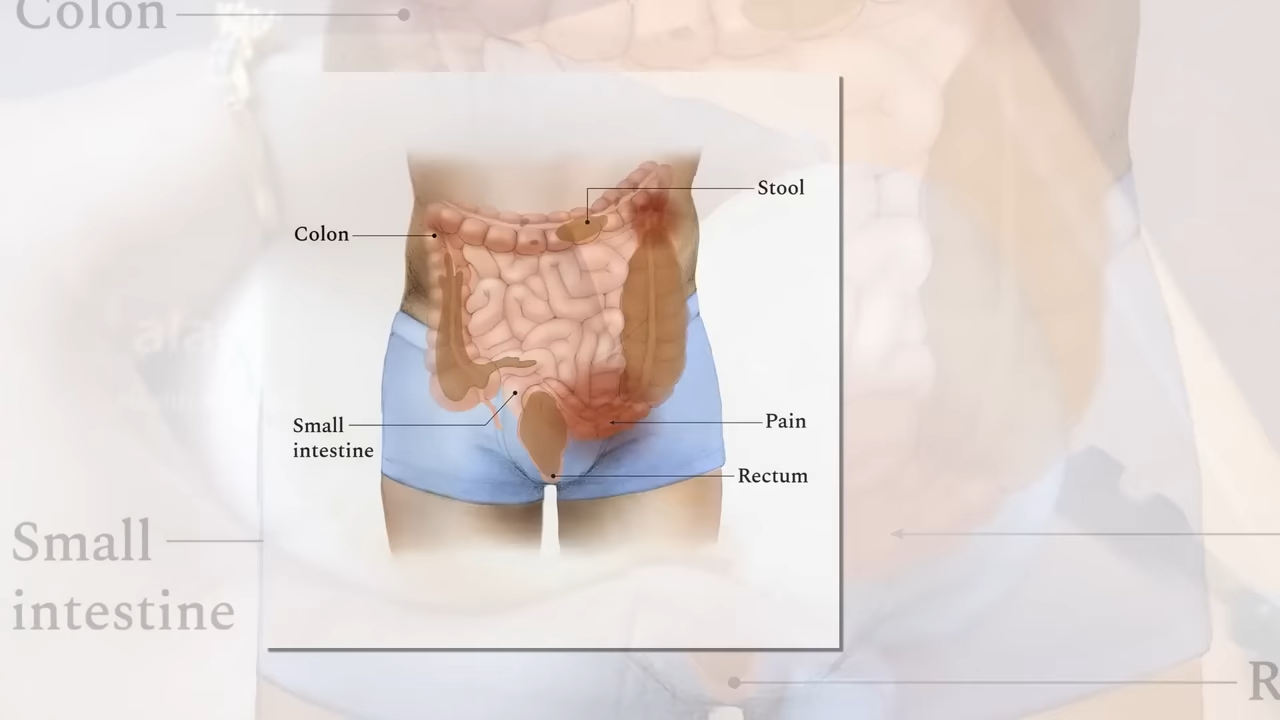 Colon
Stool
Colon
Small
intestine
Pain
Rectum
Small
intestine
R